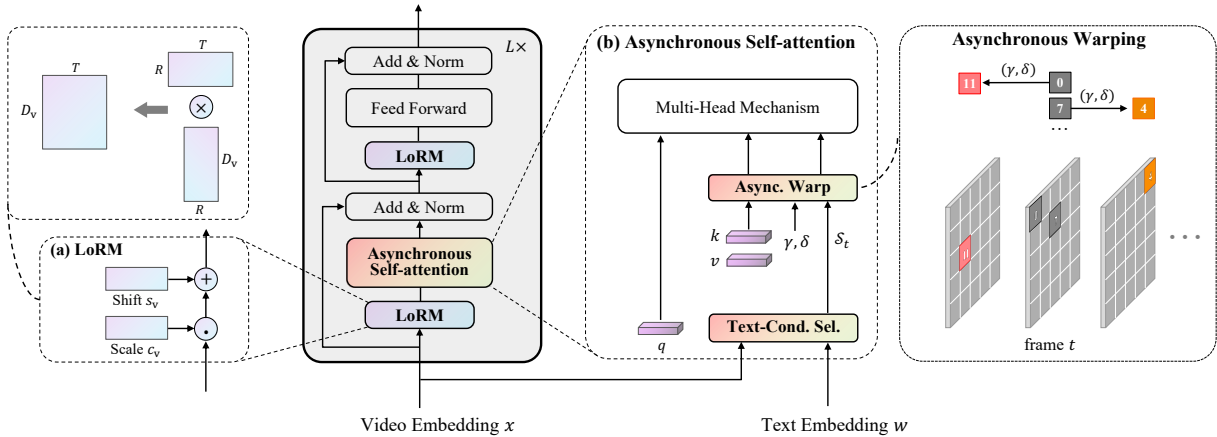 T
R
T
D_v
⊗
D_v
R
(a) LoRM
+
Shift s_v
Scale c_v
·
L×
Add & Norm
Feed Forward
LoRM
Add & Norm
Asynchronous
Self-attention
LoRM
Video Embedding x
(b) Asynchronous Self-attention
Multi-Head Mechanism
Async. Warp
k
γ, δ
S_t
v
Text-Cond. Sel.
q
Text Embedding w
Asynchronous Warping
11
(γ, δ)
0
7
(γ, δ)
4
...
11
frame t
...